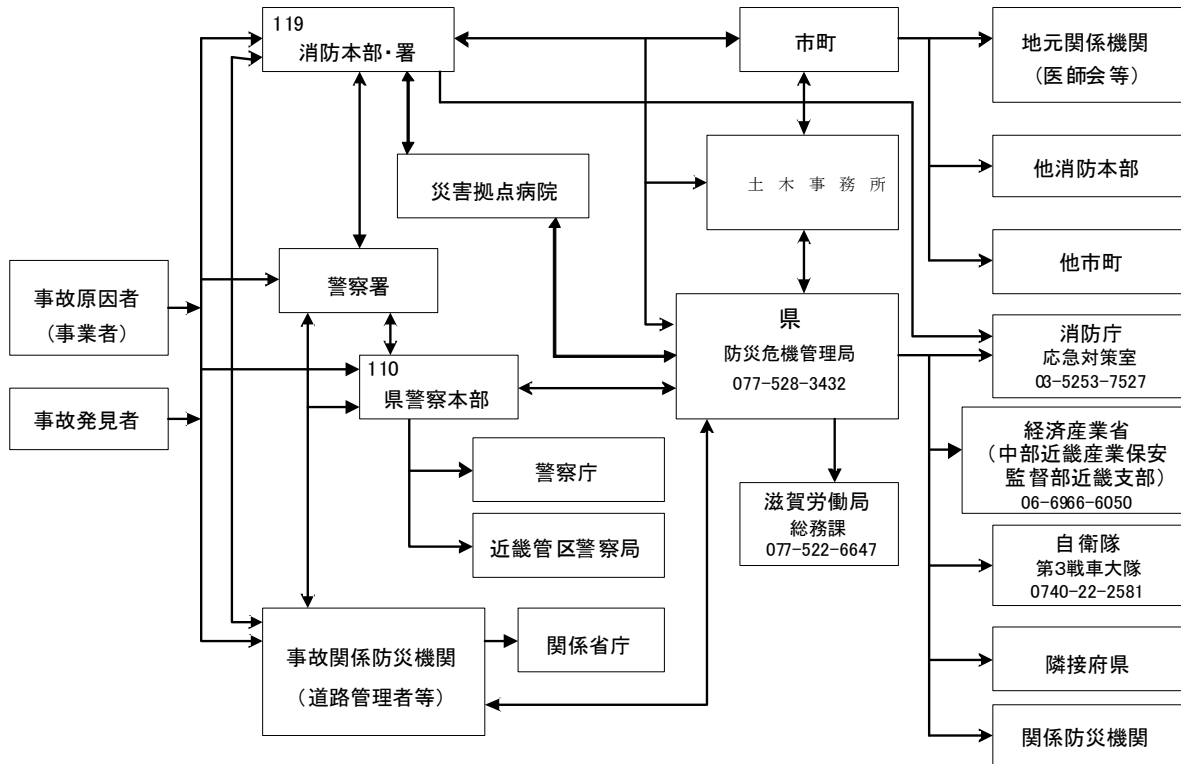 119
消防本部・署
市町
地元関係機関
（医師会等）
災害拠点病院
土木事務所
他消防本部
他市町
事故原因者
（事業者）
警察署
県
防災危機管理局
077-528-3432
消防庁
応急対策室
03-5253-7527
事故発見者
110
県警察本部
経済産業省
（中部近畿産業保安
監督部近畿支部）
06-6966-6050
警察庁
滋賀労働局
総務課
077-522-6647
近畿管区警察局
自衛隊
第3戦車大隊
0740-22-2581
事故関係防災機関
（道路管理者等）
関係省庁
隣接府県
関係防災機関